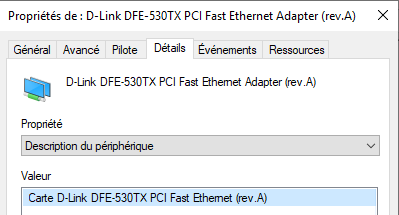 Propriétés de : D-Link DFE-530TX PCI Fast Ethernet Adapter (rev.A)
Général Avancé Pilote Détails Événements Ressources
D-Link DFE-530TX PCI Fast Ethernet Adapter (rev.A)
Propriété
Description du périphérique
Valeur
Carte D-Link DFE-530TX PCI Fast Ethernet (rev.A)